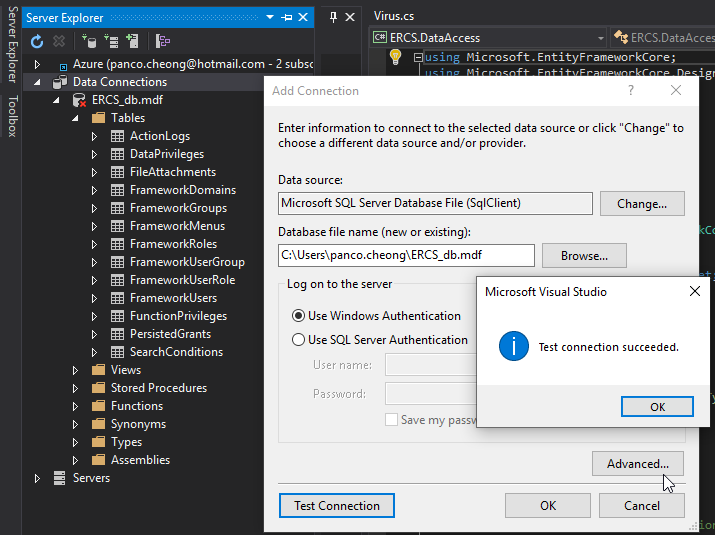 Server Explorer
Toolbox
Server Explorer
Azure (panco.cheong@hotmail.com - 2 subsc
Data Connections
ERCS_db.mdf
Tables
ActionLogs
DataPrivileges
FileAttachments
FrameworkDomains
FrameworkGroups
FrameworkMenus
FrameworkRoles
FrameworkUserGroup
FrameworkUserRole
FrameworkUsers
FunctionPrivileges
PersistedGrants
SearchConditions
Views
Stored Procedures
Functions
Synonyms
Types
Assemblies
Servers
Virus.cs
C# ERCS.DataAccess
ERCS.DataAcces
using Microsoft.EntityFrameworkCore;
using Microsoft.EntityFrameworkCore.Design
Add Connection
?
Enter information to connect to the selected data source or click "Change" to
choose a different data source and/or provider.
Data source:
Microsoft SQL Server Database File (SqlClient)
Change...
Database file name (new or existing):
C:\Users\panco.cheong\ERCS_db.mdf
Browse...
Log on to the server
Use Windows Authentication
Use SQL Server Authentication
User name:
Password:
Save my passw
Advanced...
Test Connection
OK
Cancel
Microsoft Visual Studio
Test connection succeeded.
OK